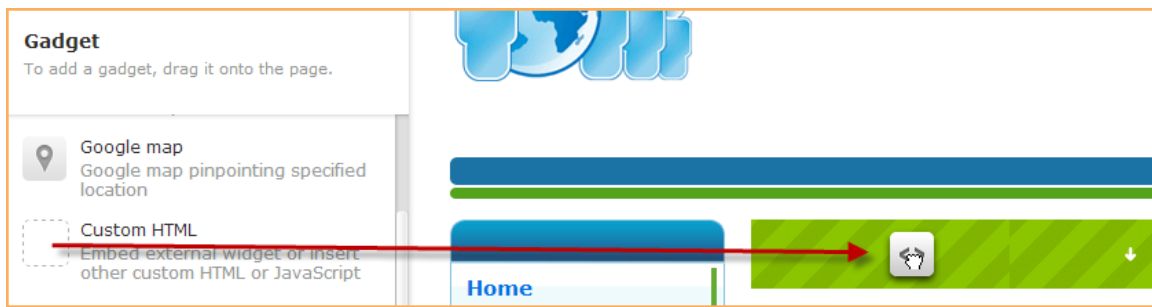 Gadget
To add a gadget, drag it onto the page.
Google map
Google map pinpointing specified
location
Custom HTML
Embed external widget or insert
other custom HTML or JavaScript
Home